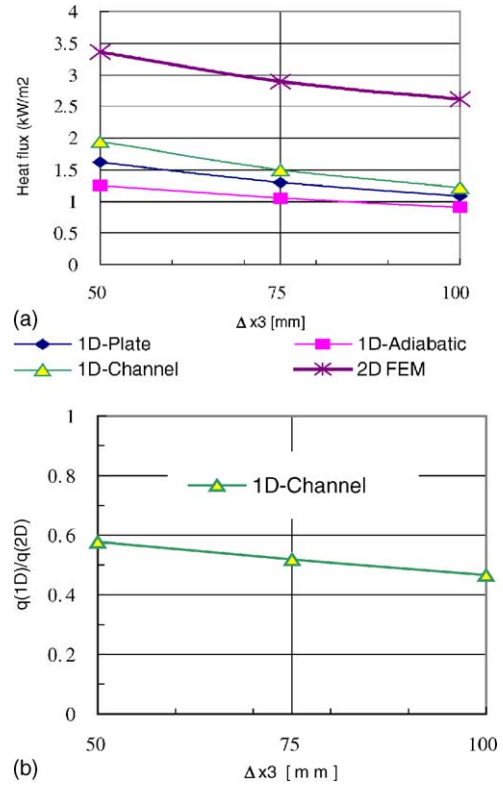 4
3.5
3
2.5
2
1.5
1
0.5
0
Heat flux (kW/m2
50 75 100
Δ x3 [mm]
(a)
1D-Plate 1D-Adiabatic
1D-Channel 2D FEM
1
0.8
0.6
0.4
0.2
0
q(1D)/q(2D)
1D-Channel
50 75 100
Δ x3 [ m m ]
(b)